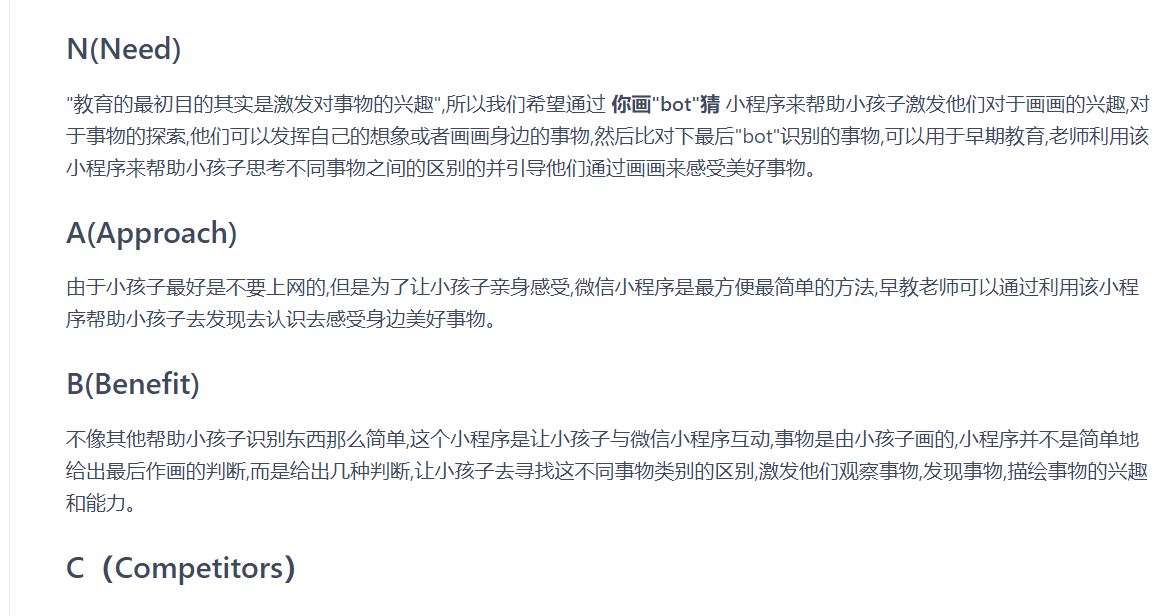 N(Need)
"教育的最初目的其实是激发对事物的兴趣",所以我们希望通过 你画"bot"猜 小程序来帮助小孩子激发他们对于画画的兴趣,对
于事物的探索,他们可以发挥自己的想象或者画画身边的事物,然后比对下最后"bot"识别的事物,可以用于早期教育,老师利用该
小程序来帮助小孩子思考不同事物之间的区别的并引导他们通过画画来感受美好事物。
A(Approach)
由于小孩子最好是不要上网的,但是为了让小孩子亲身感受,微信小程序是最方便最简单的方法,早教老师可以通过利用该小程
序帮助小孩子去发现去认识去感受身边美好事物。
B(Benefit)
不像其他帮助小孩子识别东西那么简单,这个小程序是让小孩子与微信小程序互动,事物是由小孩子画的,小程序并不是简单地
给出最后作画的判断,而是给出几种判断,让小孩子去寻找这不同事物类别的区别,激发他们观察事物,发现事物,描绘事物的兴趣
和能力。
C（Competitors）